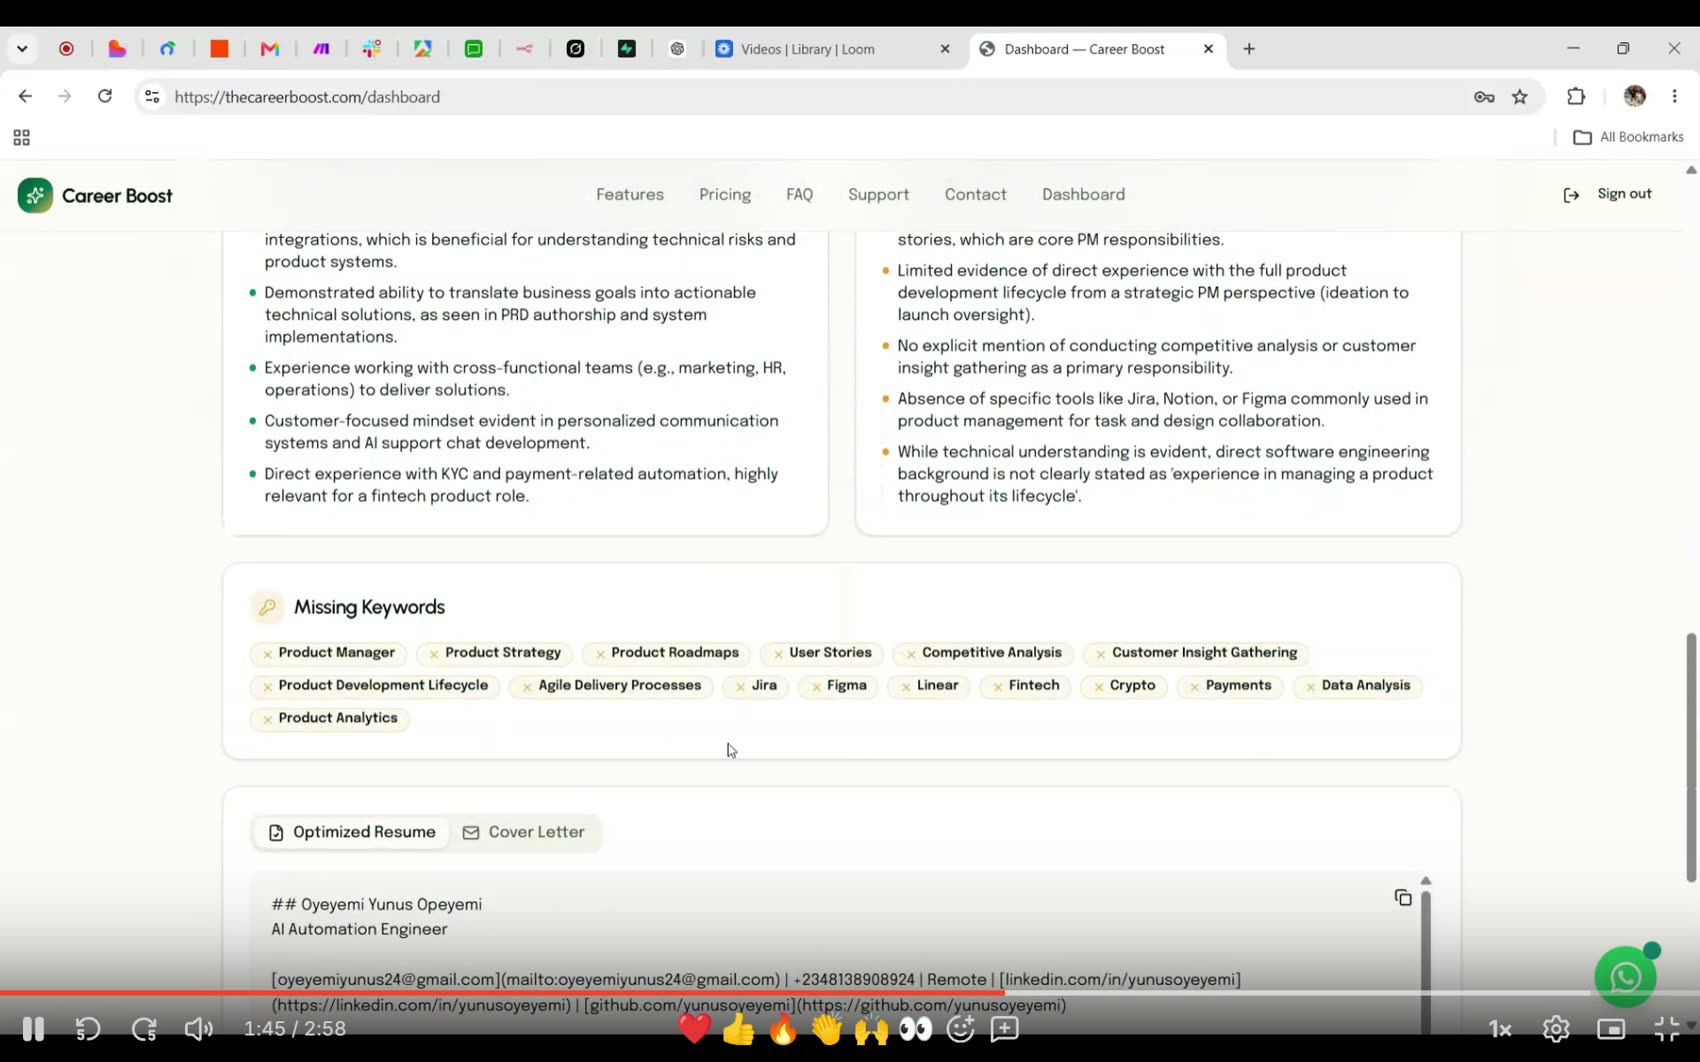 Videos | Library | Loom
Dashboard — Career Boost
https://thecareerboost.com/dashboard
All Bookmarks
Career Boost
Features
Pricing
FAQ
Support
Contact
Dashboard
Sign out
integrations, which is beneficial for understanding technical risks and
product systems.
Demonstrated ability to translate business goals into actionable
technical solutions, as seen in PRD authorship and system
implementations.
Experience working with cross-functional teams (e.g., marketing, HR,
operations) to deliver solutions.
Customer-focused mindset evident in personalized communication
systems and AI support chat development.
Direct experience with KYC and payment-related automation, highly
relevant for a fintech product role.
stories, which are core PM responsibilities.
Limited evidence of direct experience with the full product
development lifecycle from a strategic PM perspective (ideation to
launch oversight).
No explicit mention of conducting competitive analysis or customer
insight gathering as a primary responsibility.
Absence of specific tools like Jira, Notion, or Figma commonly used in
product management for task and design collaboration.
While technical understanding is evident, direct software engineering
background is not clearly stated as 'experience in managing a product
throughout its lifecycle'.
Missing Keywords
× Product Manager × Product Strategy × Product Roadmaps × User Stories × Competitive Analysis × Customer Insight Gathering
× Product Development Lifecycle × Agile Delivery Processes × Jira × Figma × Linear × Fintech × Crypto × Payments × Data Analysis
× Product Analytics
Optimized Resume
Cover Letter
## Oyeyemi Yunus Opeyemi
AI Automation Engineer
[oyeyemiyunus24@gmail.com](mailto:oyeyemiyunus24@gmail.com) | +2348138908924 | Remote | [linkedin.com/in/yunusoyeyemi]
(https://linkedin.com/in/yunusoyeyemi) | [github.com/yunusoyeyemi](https://github.com/yunusoyeyemi)
1:45 / 2:58
1x